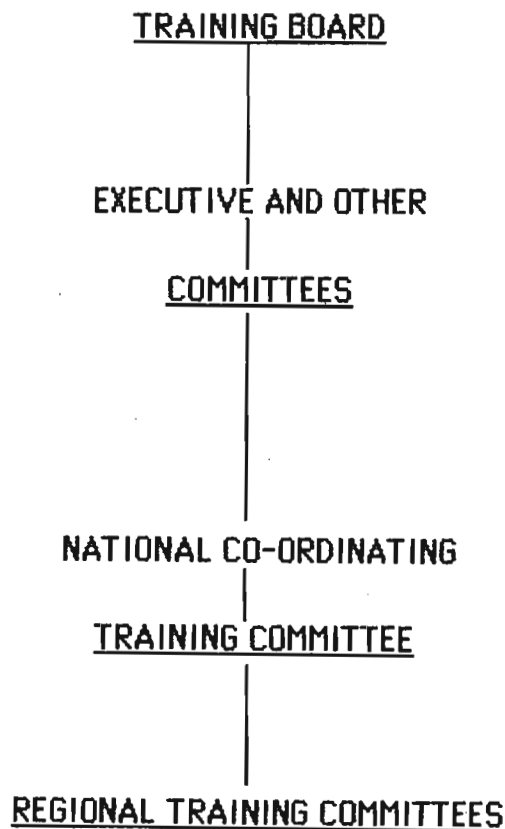 TRAINING BOARD
EXECUTIVE AND OTHER
COMMITTEES
NATIONAL CO-ORDINATING
TRAINING COMMITTEE
REGIONAL TRAINING COMMITTEES